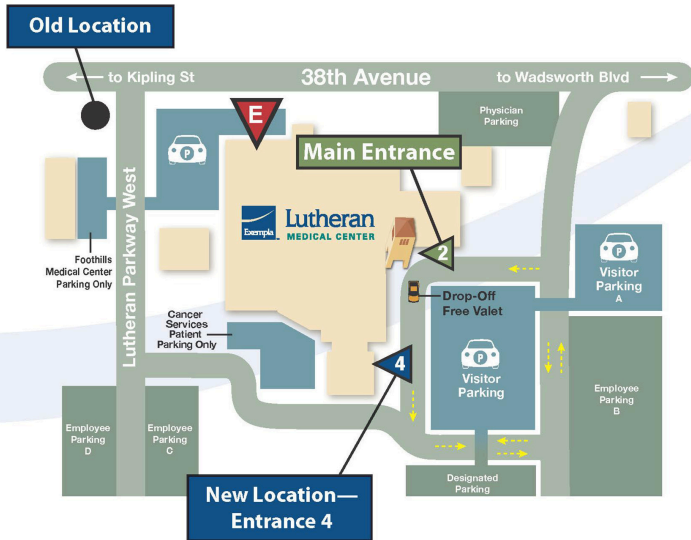 Old Location
to Kipling St
38th Avenue
to Wadsworth Blvd
Physician
Parking
E
P
Main Entrance
Lutheran Parkway West
Exempla
Lutheran
MEDICAL CENTER
2
Foothills
Medical Center
Parking Only
P
Visitor
Parking
A
Drop-Off
Free Valet
Cancer
Services
Patient
Parking Only
4
P
Visitor
Parking
Employee
Parking
B
Employee
Parking
D
Employee
Parking
C
Designated
Parking
New Location—
Entrance 4